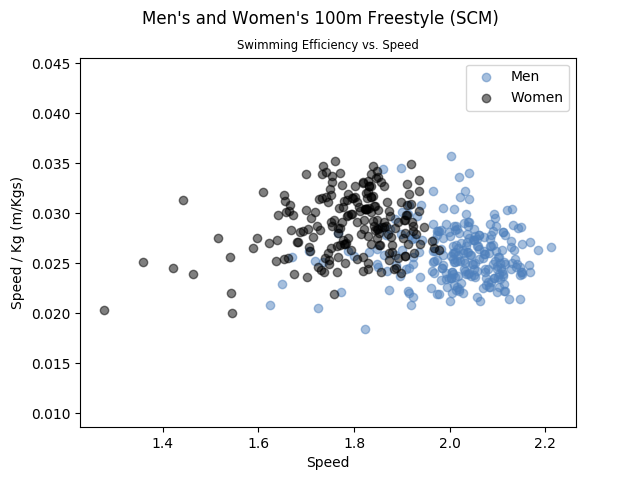 Men's and Women's 100m Freestyle (SCM)
Swimming Efficiency vs. Speed
Men
Women
0.045
0.040
0.035
0.030
0.025
0.020
0.015
0.010
Speed / Kg (m/Kgs)
1.4 1.6 1.8 2.0 2.2
Speed